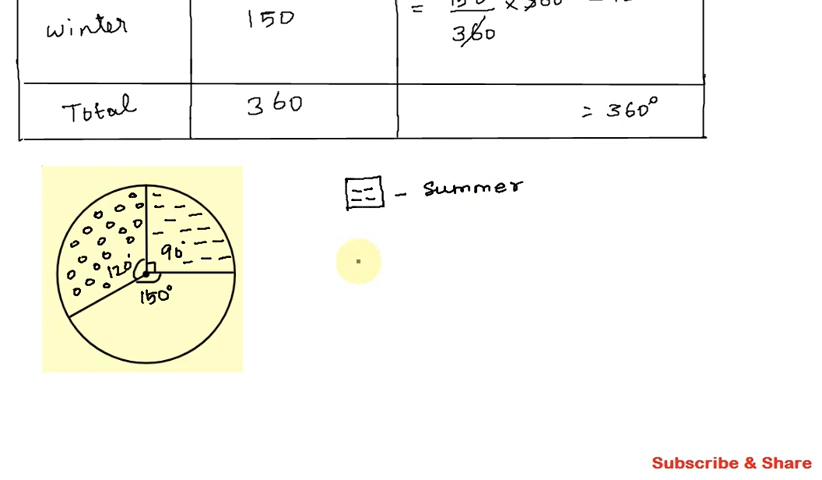 winter 150 = 150/360 × 360
Total 360 = 360°
- Summer
90°
120°
150°
Subscribe & Share